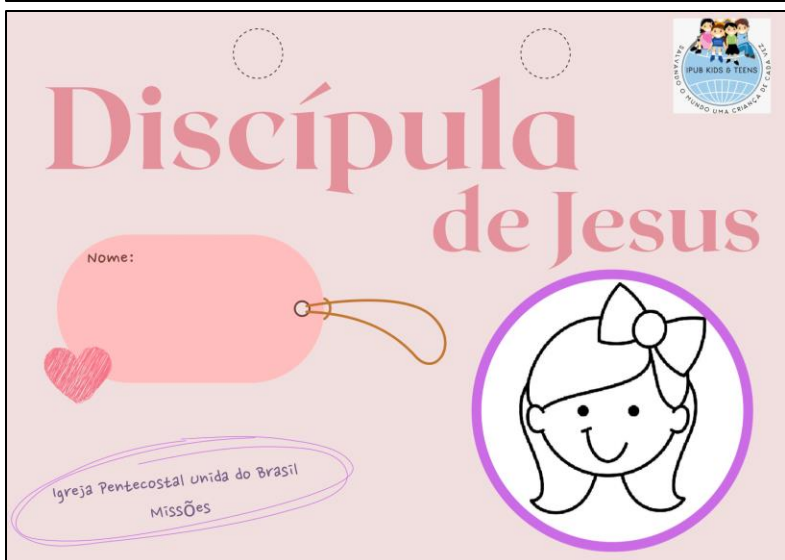 Discípula
de Jesus
IPUB KIDS & TEENS
SALVANDO O MUNDO UMA CRIANÇA DE CADA VEZ
Nome:
Igreja Pentecostal Unida do Brasil
Missões